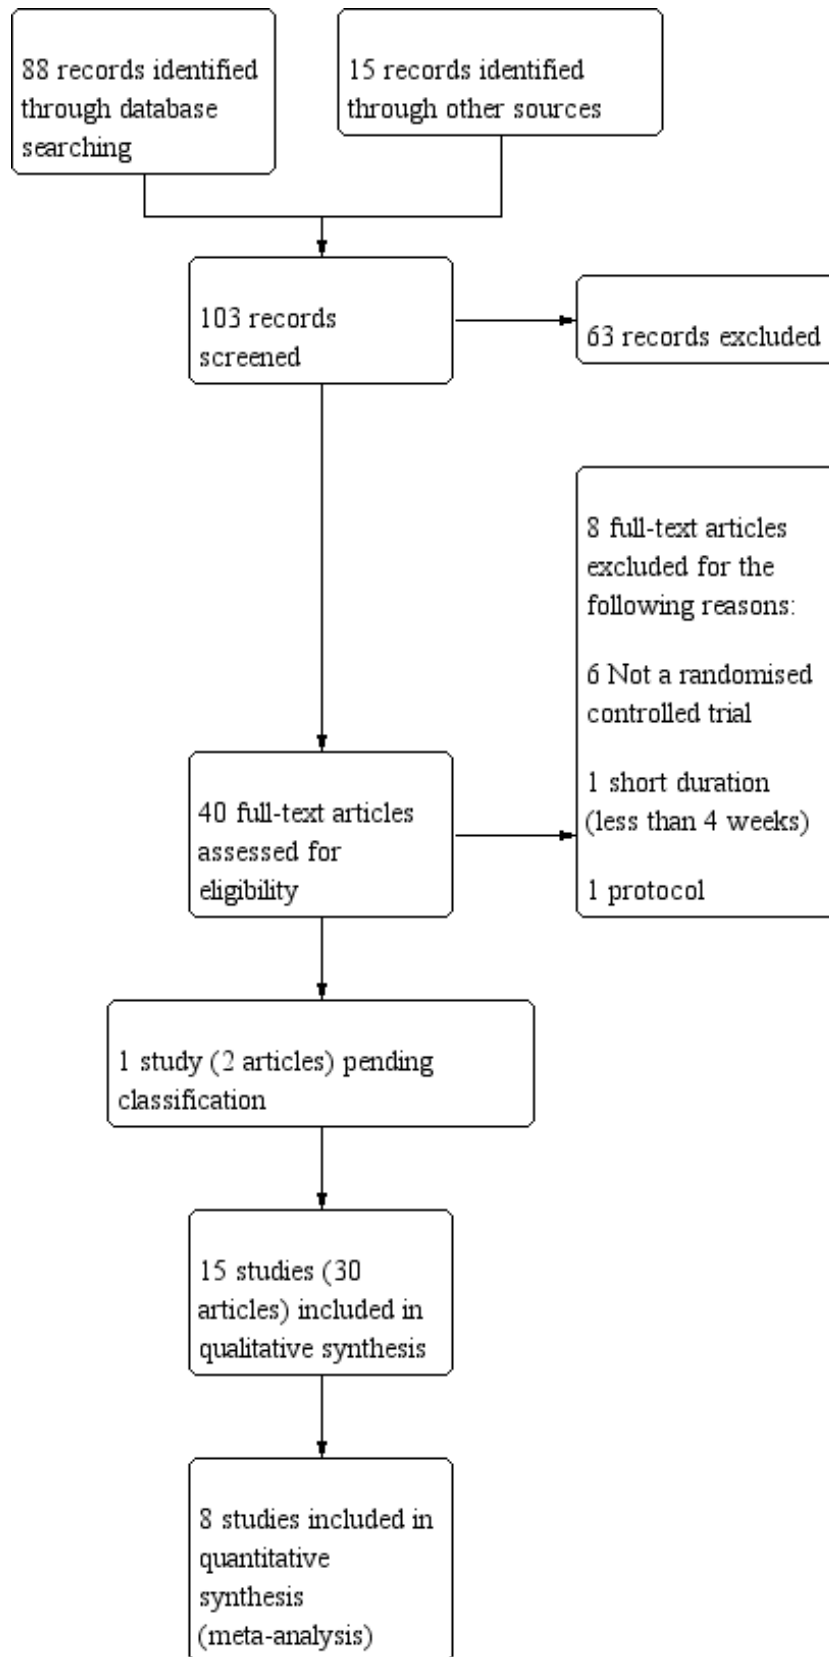 88 records identified
through database
searching
15 records identified
through other sources
103 records
screened
63 records excluded
8 full-text articles
excluded for the
following reasons:
6 Not a randomised
controlled trial
1 short duration
(less than 4 weeks)
1 protocol
40 full-text articles
assessed for
eligibility
1 study (2 articles) pending
classification
15 studies (30
articles) included in
qualitative synthesis
8 studies included in
quantitative
synthesis
(meta-analysis)